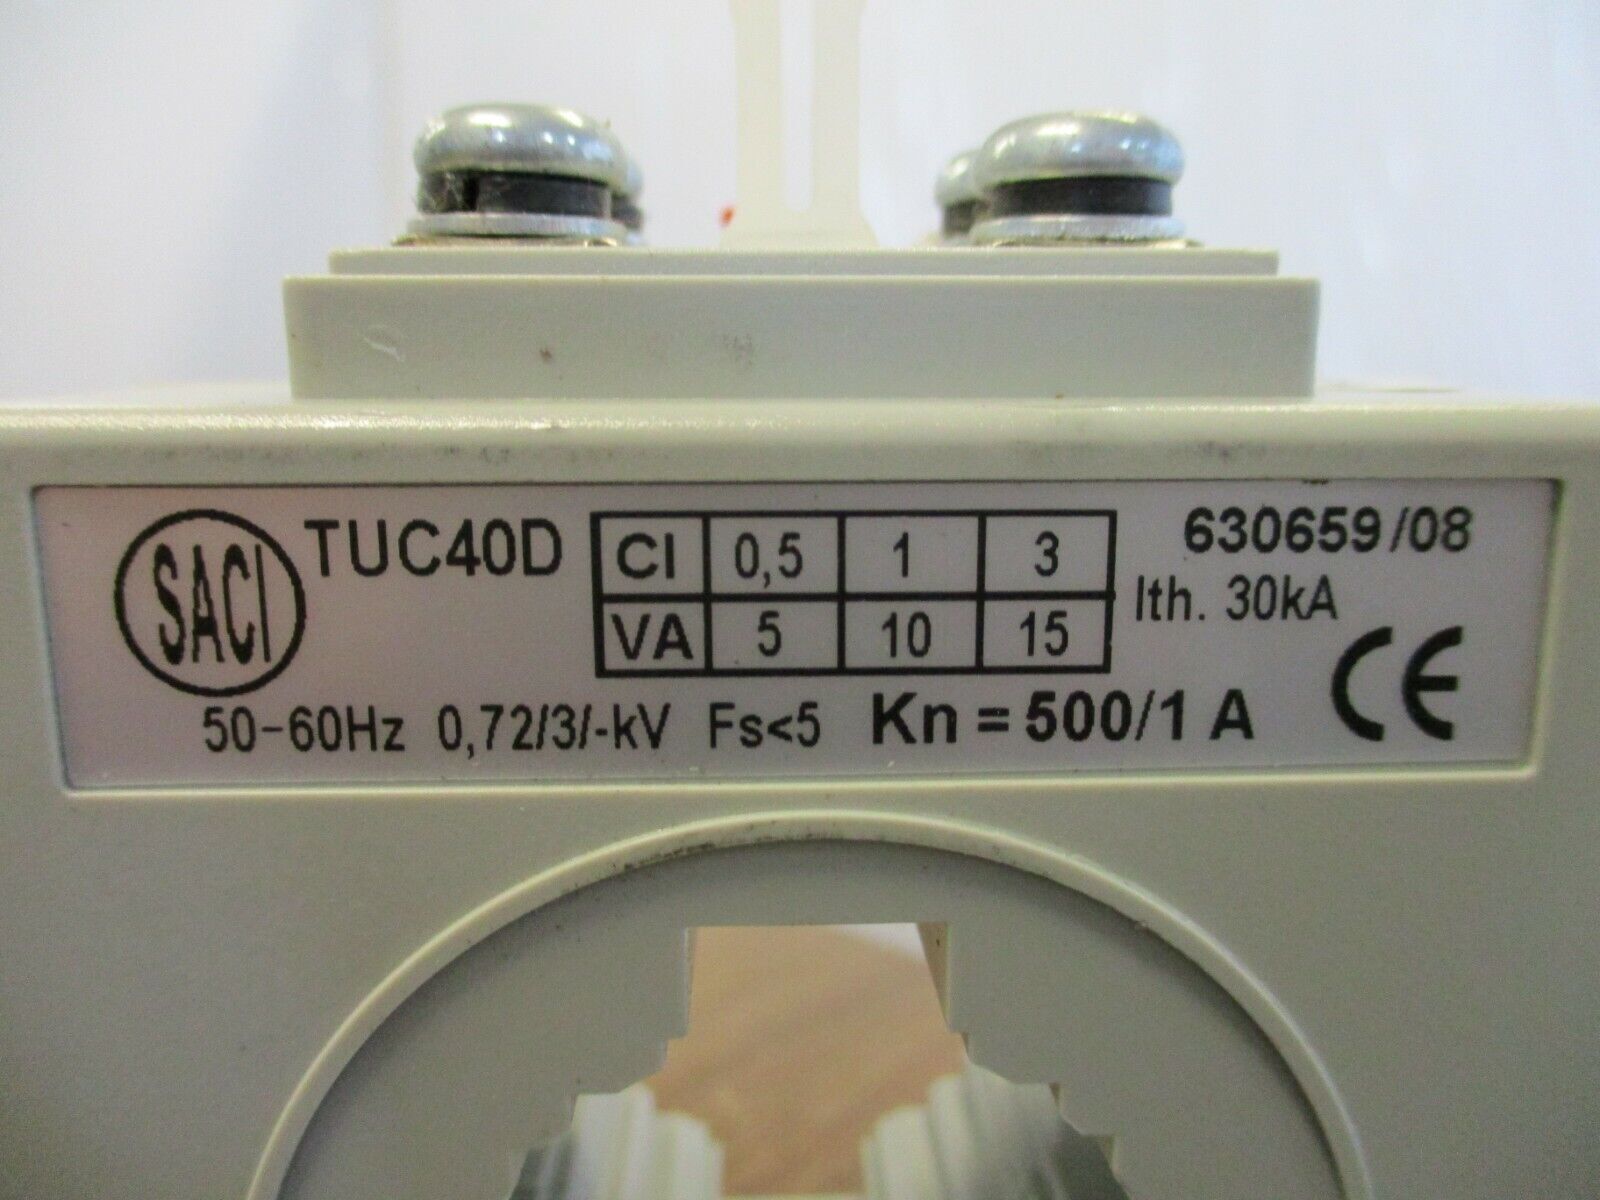 SACI TUC40D
CI 0,5 1 3
VA 5 10 15
630659/08
Ith. 30kA
50-60Hz 0,72/3/-kV Fs<5 Kn = 500/1 A
CE